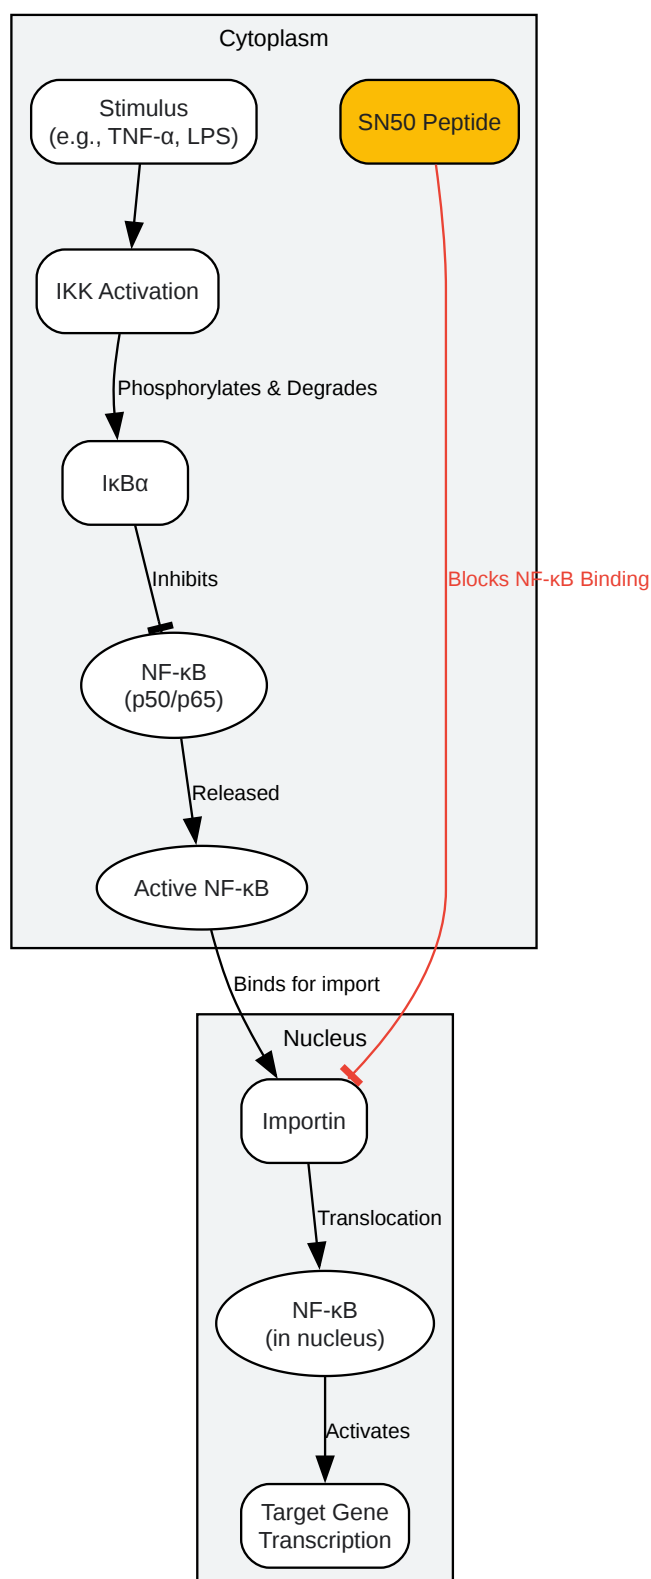 Cytoplasm
Stimulus
(e.g., TNF-α, LPS)
SN50 Peptide
IKK Activation
Phosphorylates & Degrades
IκBα
Inhibits
Blocks NF-κB Binding
NF-κB
(p50/p65)
Released
Active NF-κB
Binds for import
Nucleus
Importin
Translocation
NF-κB
(in nucleus)
Activates
Target Gene
Transcription